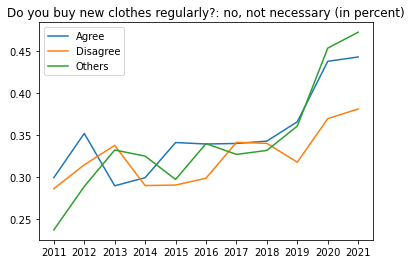 Do you buy new clothes regularly?: no, not necessary (in percent)
Agree
Disagree
Others
0.45
0.40
0.35
0.30
0.25
2011 2012 2013 2014 2015 2016 2017 2018 2019 2020 2021